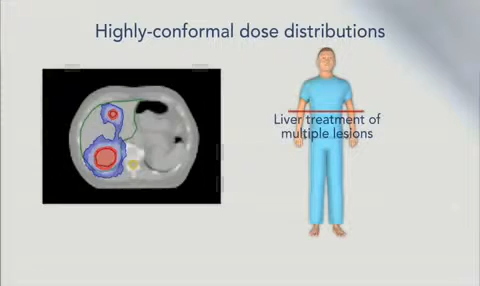 Highly-conformal dose distributions
Liver treatment of
multiple lesions